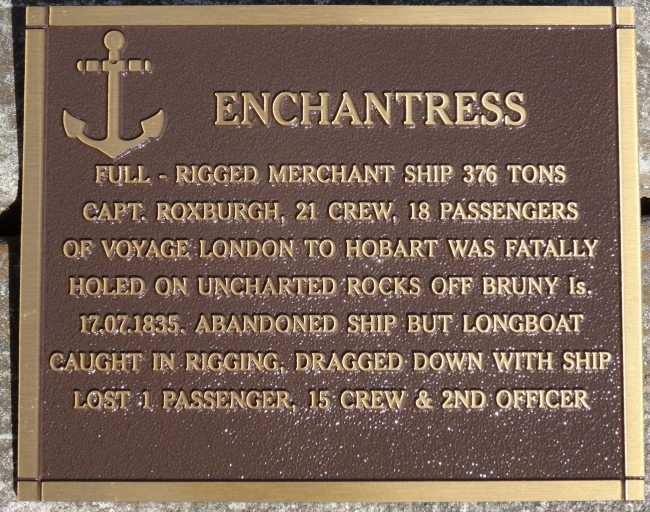 ENCHANTRESS
FULL - RIGGED MERCHANT SHIP 376 TONS
CAPT. ROXBURGH, 21 CREW, 18 PASSENGERS
OF VOYAGE LONDON TO HOBART WAS FATALLY
HOLED ON UNCHARTED ROCKS OFF BRUNY Is.
17.07.1835. ABANDONED SHIP BUT LONGBOAT
CAUGHT IN RIGGING, DRAGGED DOWN WITH SHIP
LOST 1 PASSENGER, 15 CREW & 2ND OFFICER